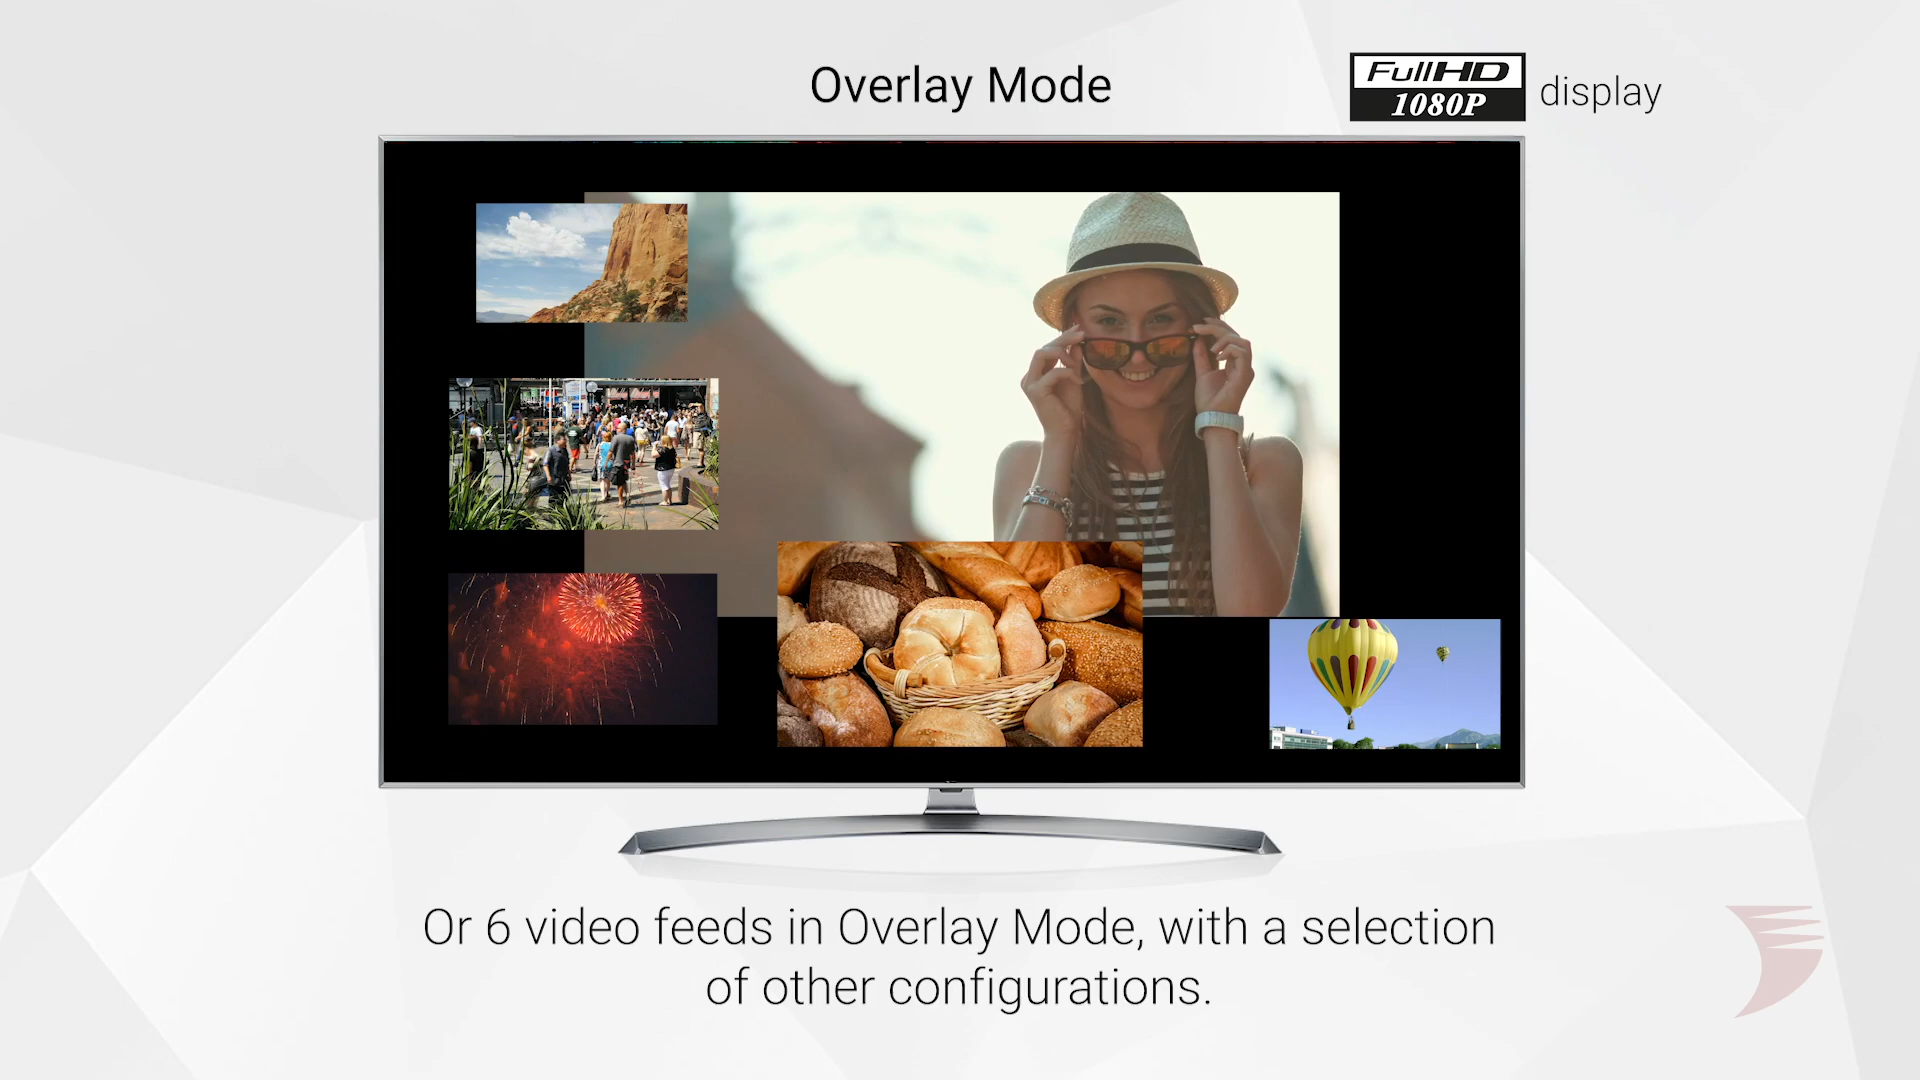 Overlay Mode
FullHD
1080P
display
Or 6 video feeds in Overlay Mode, with a selection
of other configurations.